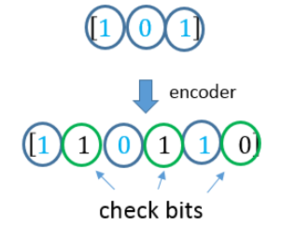 [1 0 1]
encoder
[1 1 0 1 1 0]
check bits